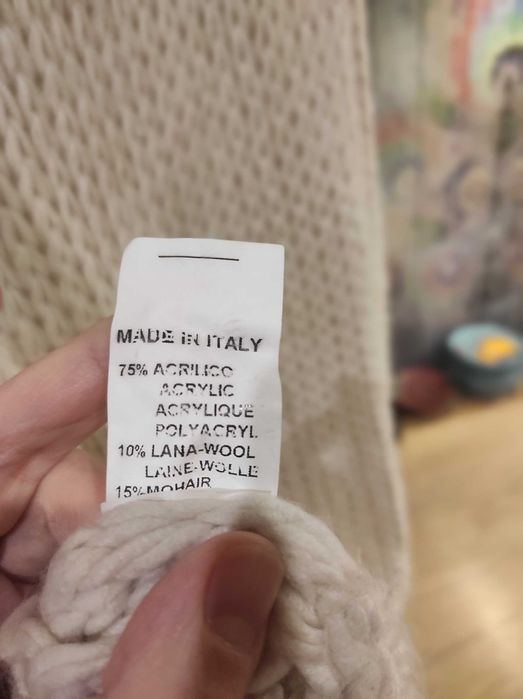 MADE IN ITALY
75% ACRILICO
ACRYLIC
ACRYLIQUE
POLYACRYL
10% LANA-WOOL
LAINE-WOLLE
15% MOHAIR